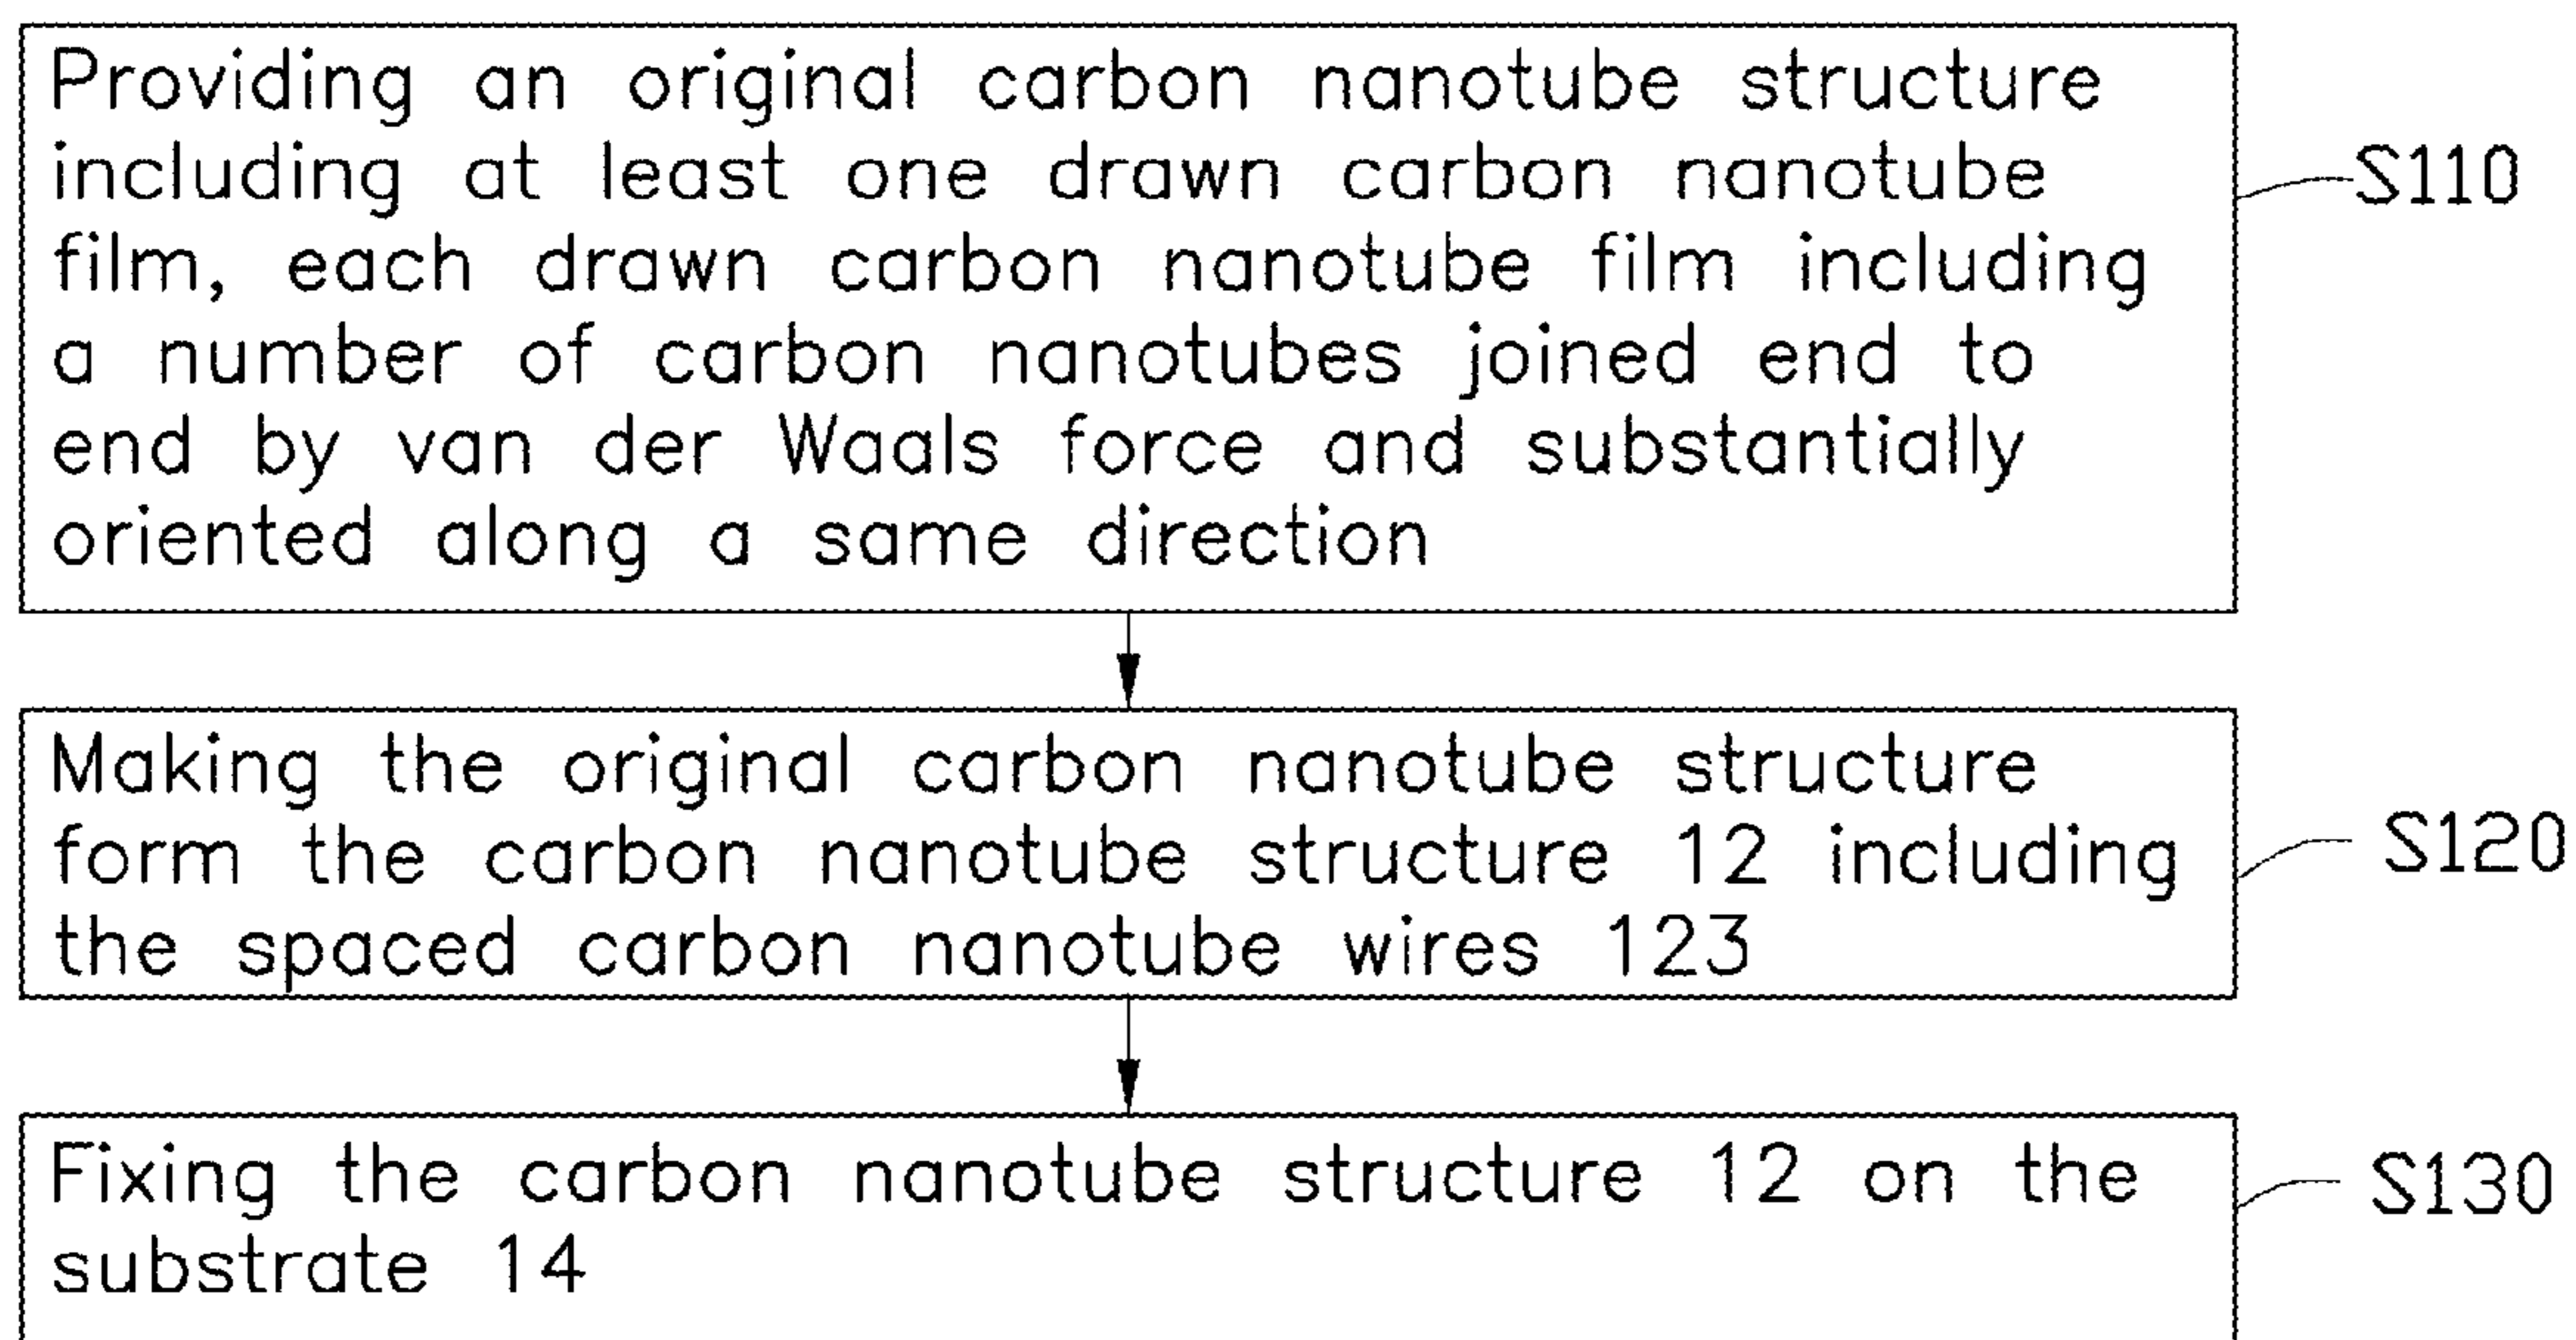 Providing an original carbon nanotube structure
including at least one drawn carbon nanotube
film, each drawn carbon nanotube film including
a number of carbon nanotubes joined end to
end by van der Waals force and substantially
oriented along a same direction
S110
Making the original carbon nanotube structure
form the carbon nanotube structure 12 including
the spaced carbon nanotube wires 123
S120
Fixing the carbon nanotube structure 12 on the
substrate 14
S130